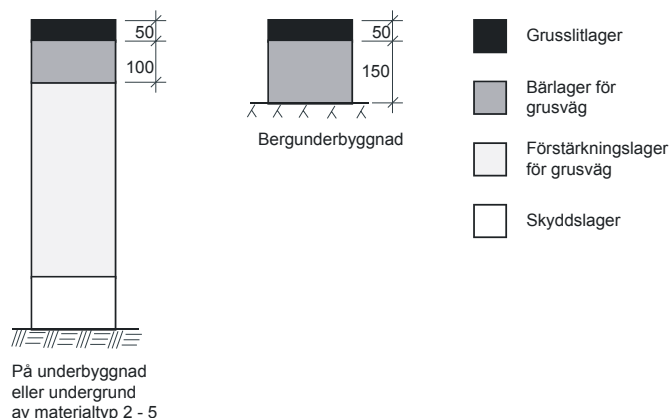 50
100
50
150
Bergunderbyggnad
Grusslitlager
Bärlager för
grusväg
Förstärkningslager
för grusväg
Skyddslager
På underbyggnad
eller undergrund
av materialtyp 2 - 5